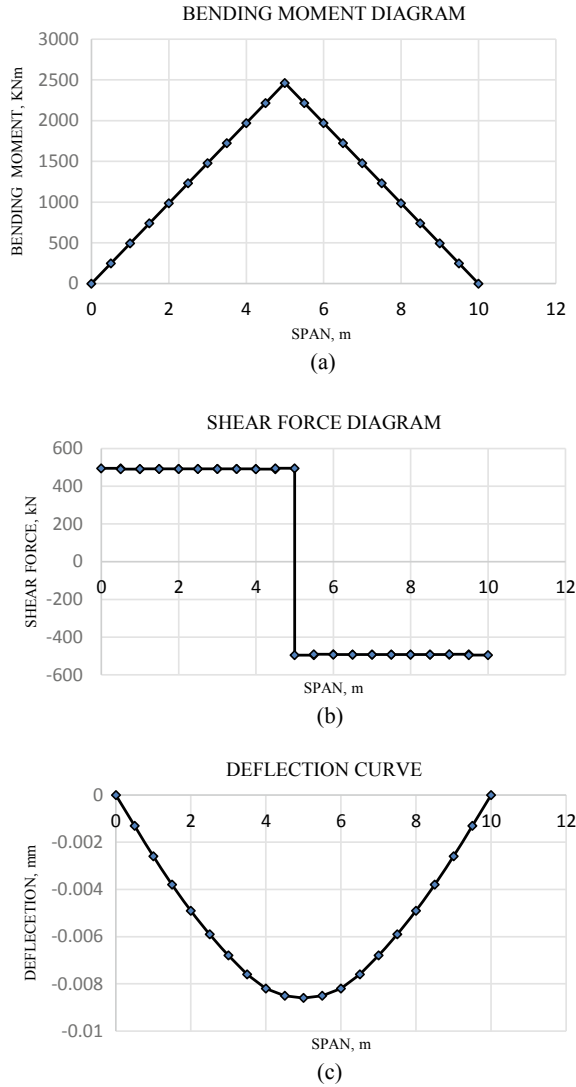 BENDING MOMENT DIAGRAM
3000
2500
2000
1500
1000
500
0
BENDING MOMENT, KNm
0 2 4 6 8 10 12
SPAN, m
(a)
SHEAR FORCE DIAGRAM
600
400
200
0
-200
-400
-600
SHEAR FORCE, kN
0 2 4 6 8 10 12
SPAN, m
(b)
DEFLECTION CURVE
0
-0.002
-0.004
-0.006
-0.008
-0.01
DEFLECETION, mm
0 2 4 6 8 10 12
SPAN, m
(c)